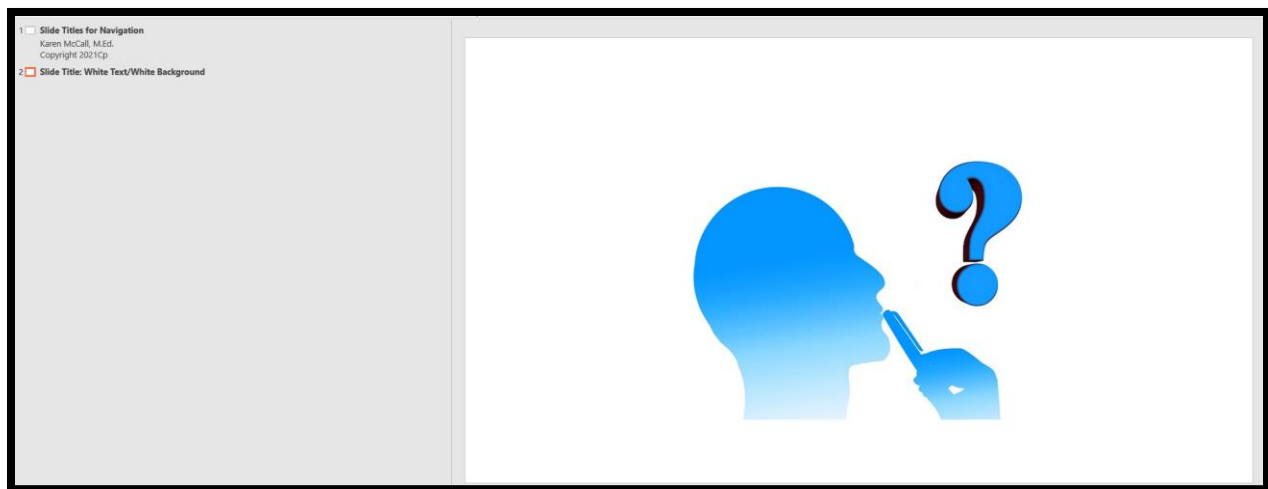 1 Slide Titles for Navigation
Karen McCall, M.Ed.
Copyright 2021Cp
2 Slide Title: White Text/White Background
?